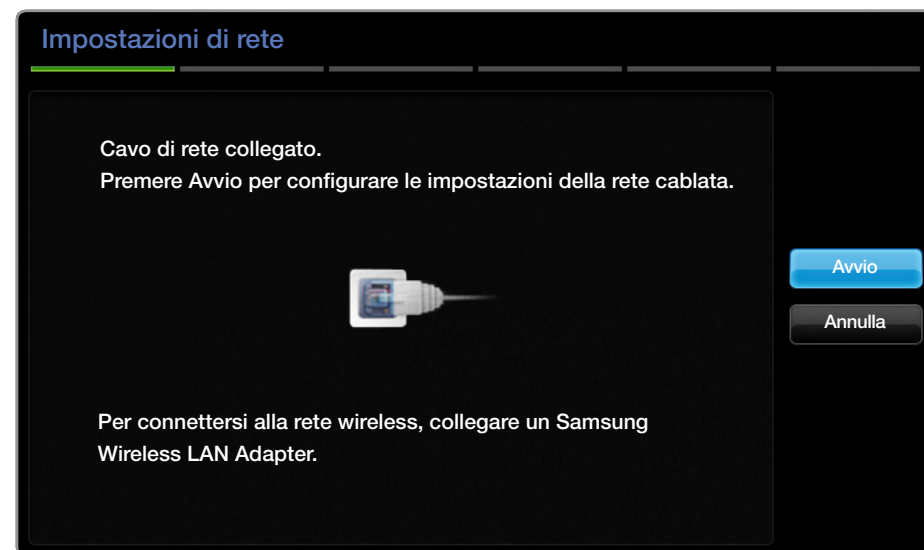 Impostazioni di rete
Cavo di rete collegato.
Premere Avvio per configurare le impostazioni della rete cablata.
Avvio
Annulla
Per connettersi alla rete wireless, collegare un Samsung
Wireless LAN Adapter.